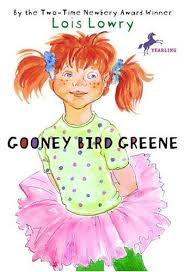 By the Two-Time Newbery Award Winner
Lois Lowry
YEARLING
GOONEY BIRD GREENE